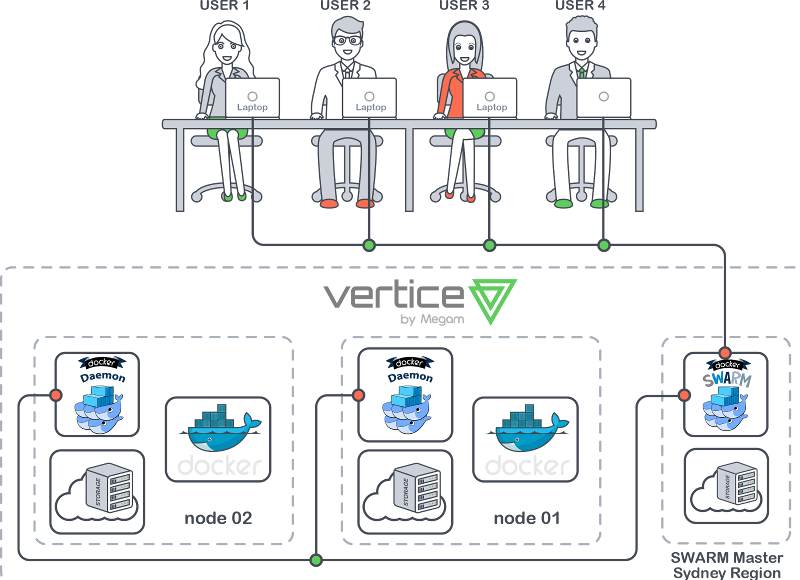 USER 1
USER 2
USER 3
USER 4
Laptop
Laptop
Laptop
vertice
by Megam
docker
Daemon
docker
node 02
STORAGE
docker
Daemon
docker
node 01
STORAGE
docker
SWARM
STORAGE
SWARM Master
Sydney Region